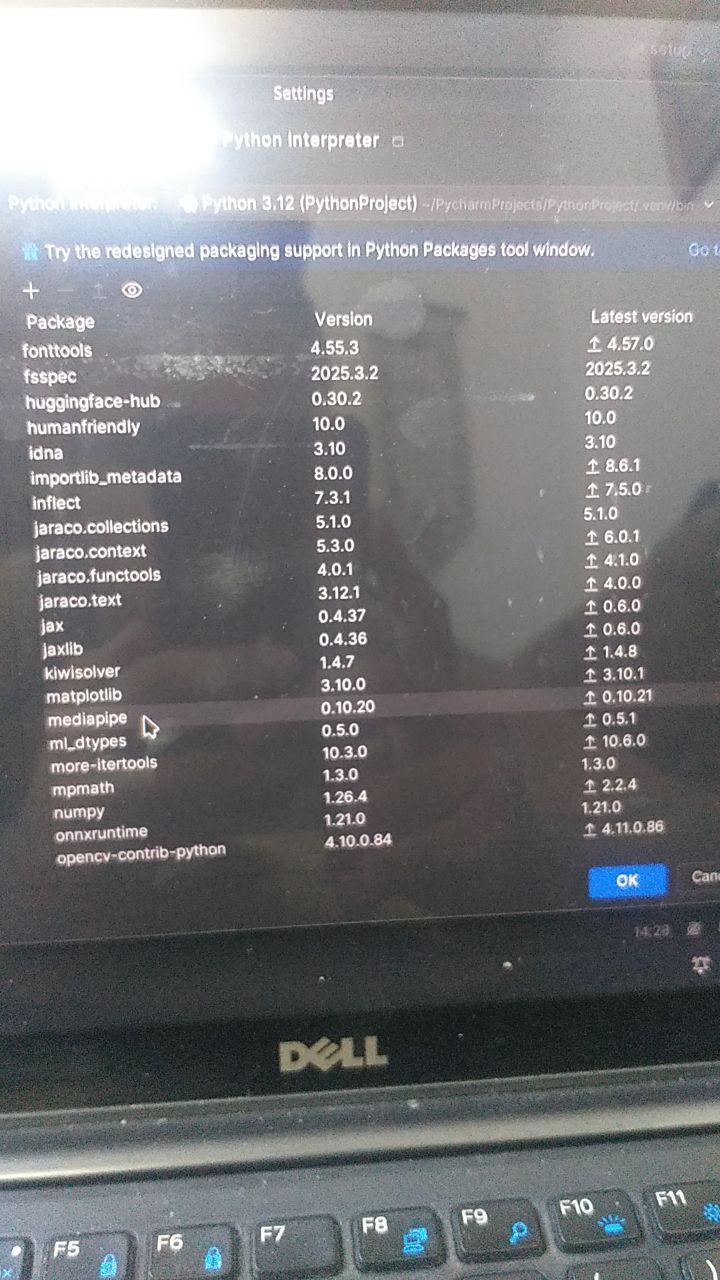 setup
Settings
Python Interpreter
Python Interpreter: Python 3.12 (PythonProject) ~/PycharmProjects/PythonProject/.venv/bin
Try the redesigned packaging support in Python Packages tool window. Go t
Package Version Latest version
fonttools 4.55.3 4.57.0
fsspec 2025.3.2 2025.3.2
huggingface-hub 0.30.2 0.30.2
humanfriendly 10.0 10.0
idna 3.10 3.10
importlib_metadata 8.0.0 8.6.1
inflect 7.3.1 7.5.0
jaraco.collections 5.1.0 5.1.0
jaraco.context 5.3.0 6.0.1
jaraco.functools 4.0.1 4.1.0
jaraco.text 3.12.1 4.0.0
jax 0.4.37 0.6.0
jaxlib 0.4.36 0.6.0
kiwisolver 1.4.7 1.4.8
matplotlib 3.10.0 3.10.1
mediapipe 0.10.20 0.10.21
ml_dtypes 0.5.0 0.5.1
more-itertools 10.3.0 10.6.0
mpmath 1.3.0 1.3.0
numpy 1.26.4 2.2.4
onnxruntime 1.21.0 1.21.0
opencv-contrib-python 4.10.0.84 4.11.0.86
OK Canc
14:28
DELL
F5 F6 F7 F8 F9 F10 F11